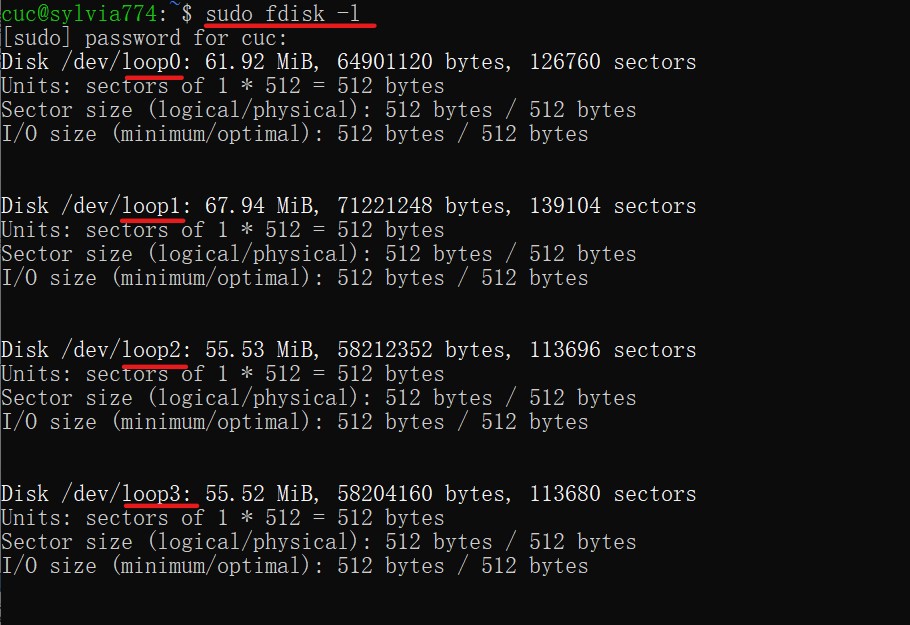 cuc@sylvia774:~$ sudo fdisk -l
[sudo] password for cuc:
Disk /dev/loop0: 61.92 MiB, 64901120 bytes, 126760 sectors
Units: sectors of 1 * 512 = 512 bytes
Sector size (logical/physical): 512 bytes / 512 bytes
I/O size (minimum/optimal): 512 bytes / 512 bytes
Disk /dev/loop1: 67.94 MiB, 71221248 bytes, 139104 sectors
Units: sectors of 1 * 512 = 512 bytes
Sector size (logical/physical): 512 bytes / 512 bytes
I/O size (minimum/optimal): 512 bytes / 512 bytes
Disk /dev/loop2: 55.53 MiB, 58212352 bytes, 113696 sectors
Units: sectors of 1 * 512 = 512 bytes
Sector size (logical/physical): 512 bytes / 512 bytes
I/O size (minimum/optimal): 512 bytes / 512 bytes
Disk /dev/loop3: 55.52 MiB, 58204160 bytes, 113680 sectors
Units: sectors of 1 * 512 = 512 bytes
Sector size (logical/physical): 512 bytes / 512 bytes
I/O size (minimum/optimal): 512 bytes / 512 bytes